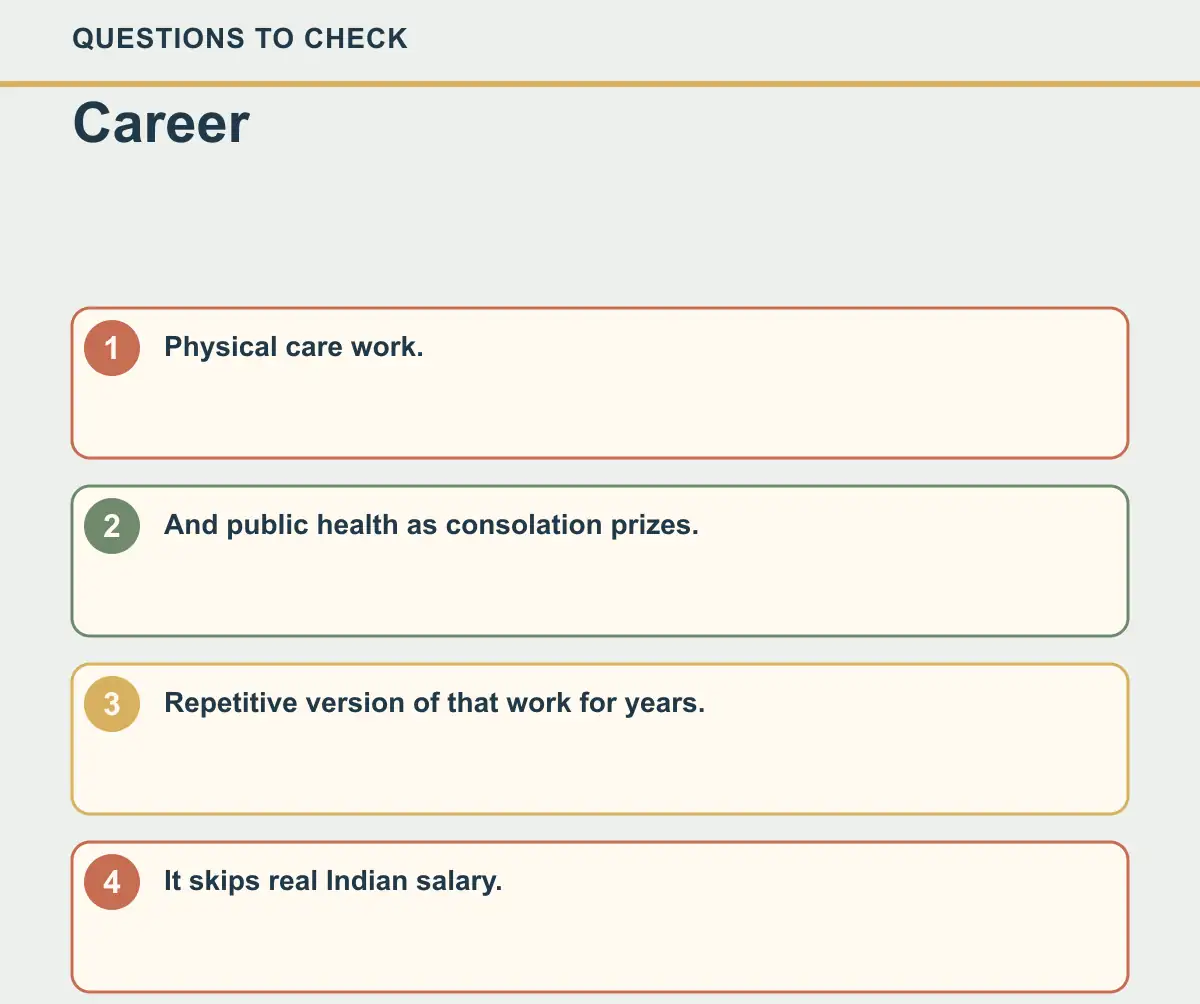 QUESTIONS TO CHECK
Career
1 Physical care work.
2 And public health as consolation prizes.
3 Repetitive version of that work for years.
4 It skips real Indian salary.